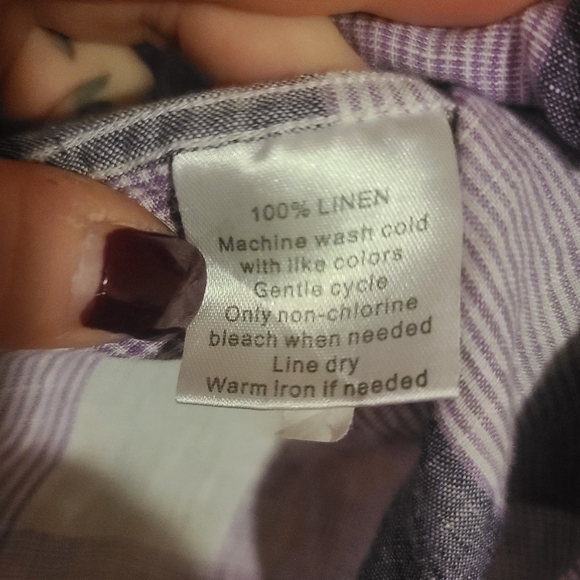 100% LINEN
Machine wash cold
with like colors
Gentle cycle
Only non-chlorine
bleach when needed
Line dry
Warm iron if needed